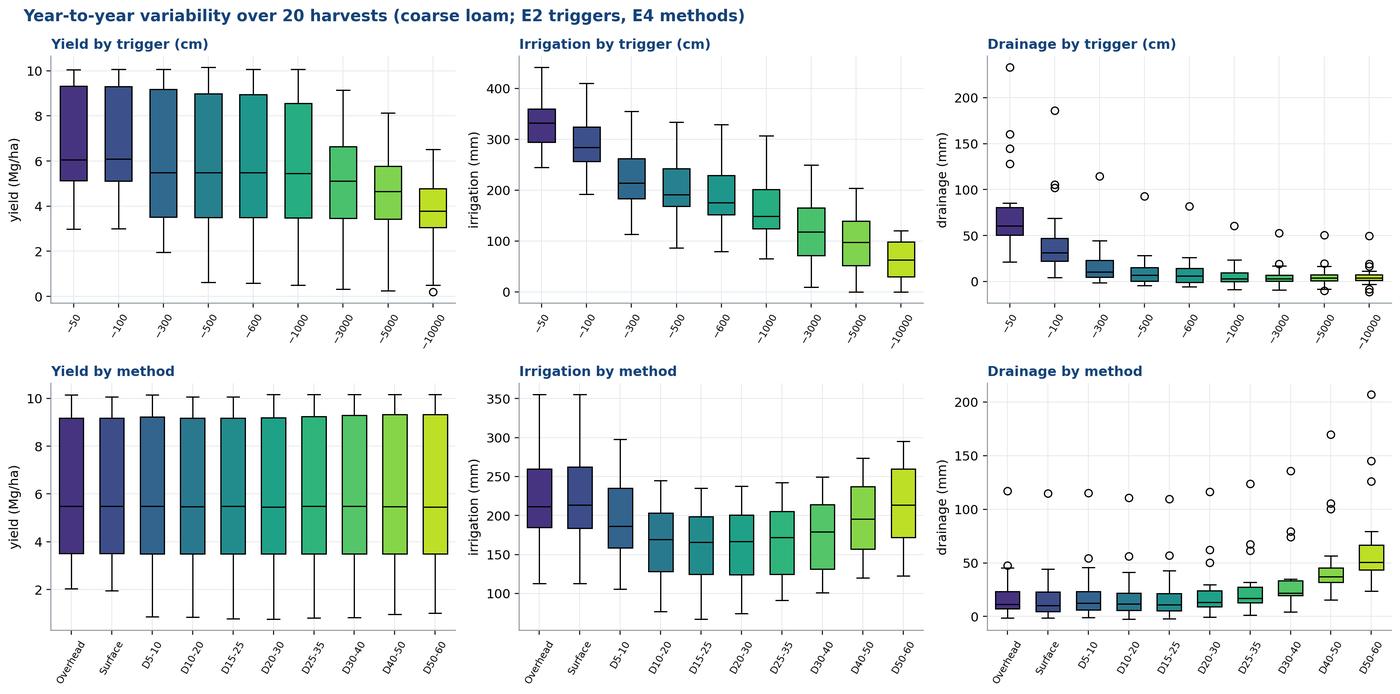 Year-to-year variability over 20 harvests (coarse loam; E2 triggers, E4 methods)
Yield by trigger (cm)
yield (Mg/ha)
10
8
6
4
2
0
−50
−100
−300
−500
−600
−1000
−3000
−5000
−10000
Irrigation by trigger (cm)
irrigation (mm)
400
300
200
100
0
−50
−100
−300
−500
−600
−1000
−3000
−5000
−10000
Drainage by trigger (cm)
drainage (mm)
200
150
100
50
0
−50
−100
−300
−500
−600
−1000
−3000
−5000
−10000
Yield by method
yield (Mg/ha)
10
8
6
4
2
Overhead
Surface
D5-10
D10-20
D15-25
D20-30
D25-35
D30-40
D40-50
D50-60
Irrigation by method
irrigation (mm)
350
300
250
200
150
100
Overhead
Surface
D5-10
D10-20
D15-25
D20-30
D25-35
D30-40
D40-50
D50-60
Drainage by method
drainage (mm)
200
150
100
50
0
Overhead
Surface
D5-10
D10-20
D15-25
D20-30
D25-35
D30-40
D40-50
D50-60